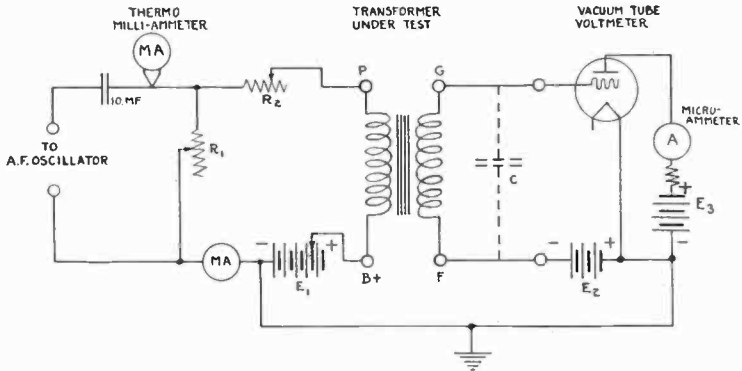 THERMO
MILLI-AMMETER
MA
10. MF
TO
A.F. OSCILLATOR
R1
R2
MA
- +
E1
TRANSFORMER
UNDER TEST
P
G
B+
F
C
VACUUM TUBE
VOLTMETER
MICRO-
AMMETER
A
+
E3
-
- +
E2